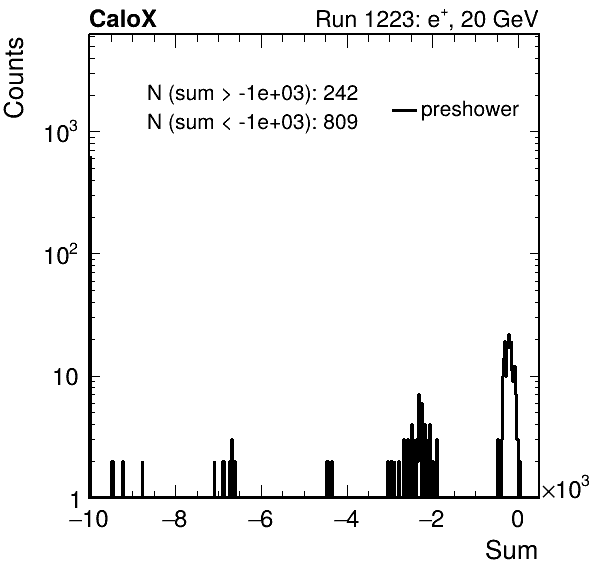 CaloX Run 1223: e⁺, 20 GeV
Counts
N (sum > -1e+03): 242
N (sum < -1e+03): 809
preshower
10³
10²
10
1
−10 −8 −6 −4 −2 0
×10³
Sum